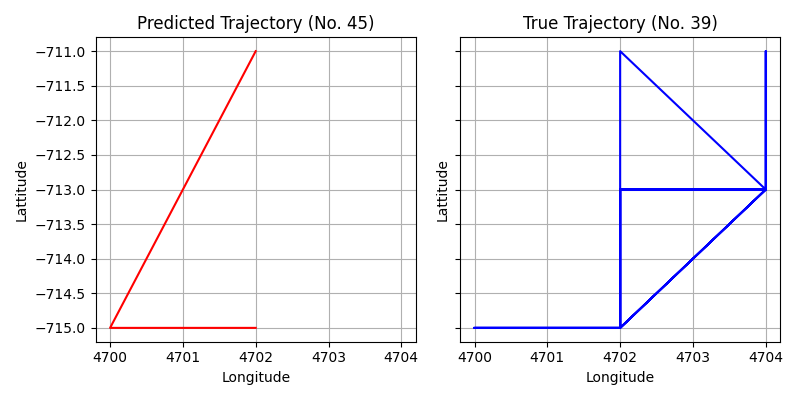 Predicted Trajectory (No. 45)
Lattitude
−711.0
−711.5
−712.0
−712.5
−713.0
−713.5
−714.0
−714.5
−715.0
4700 4701 4702 4703 4704
Longitude
True Trajectory (No. 39)
Lattitude
4700 4701 4702 4703 4704
Longitude